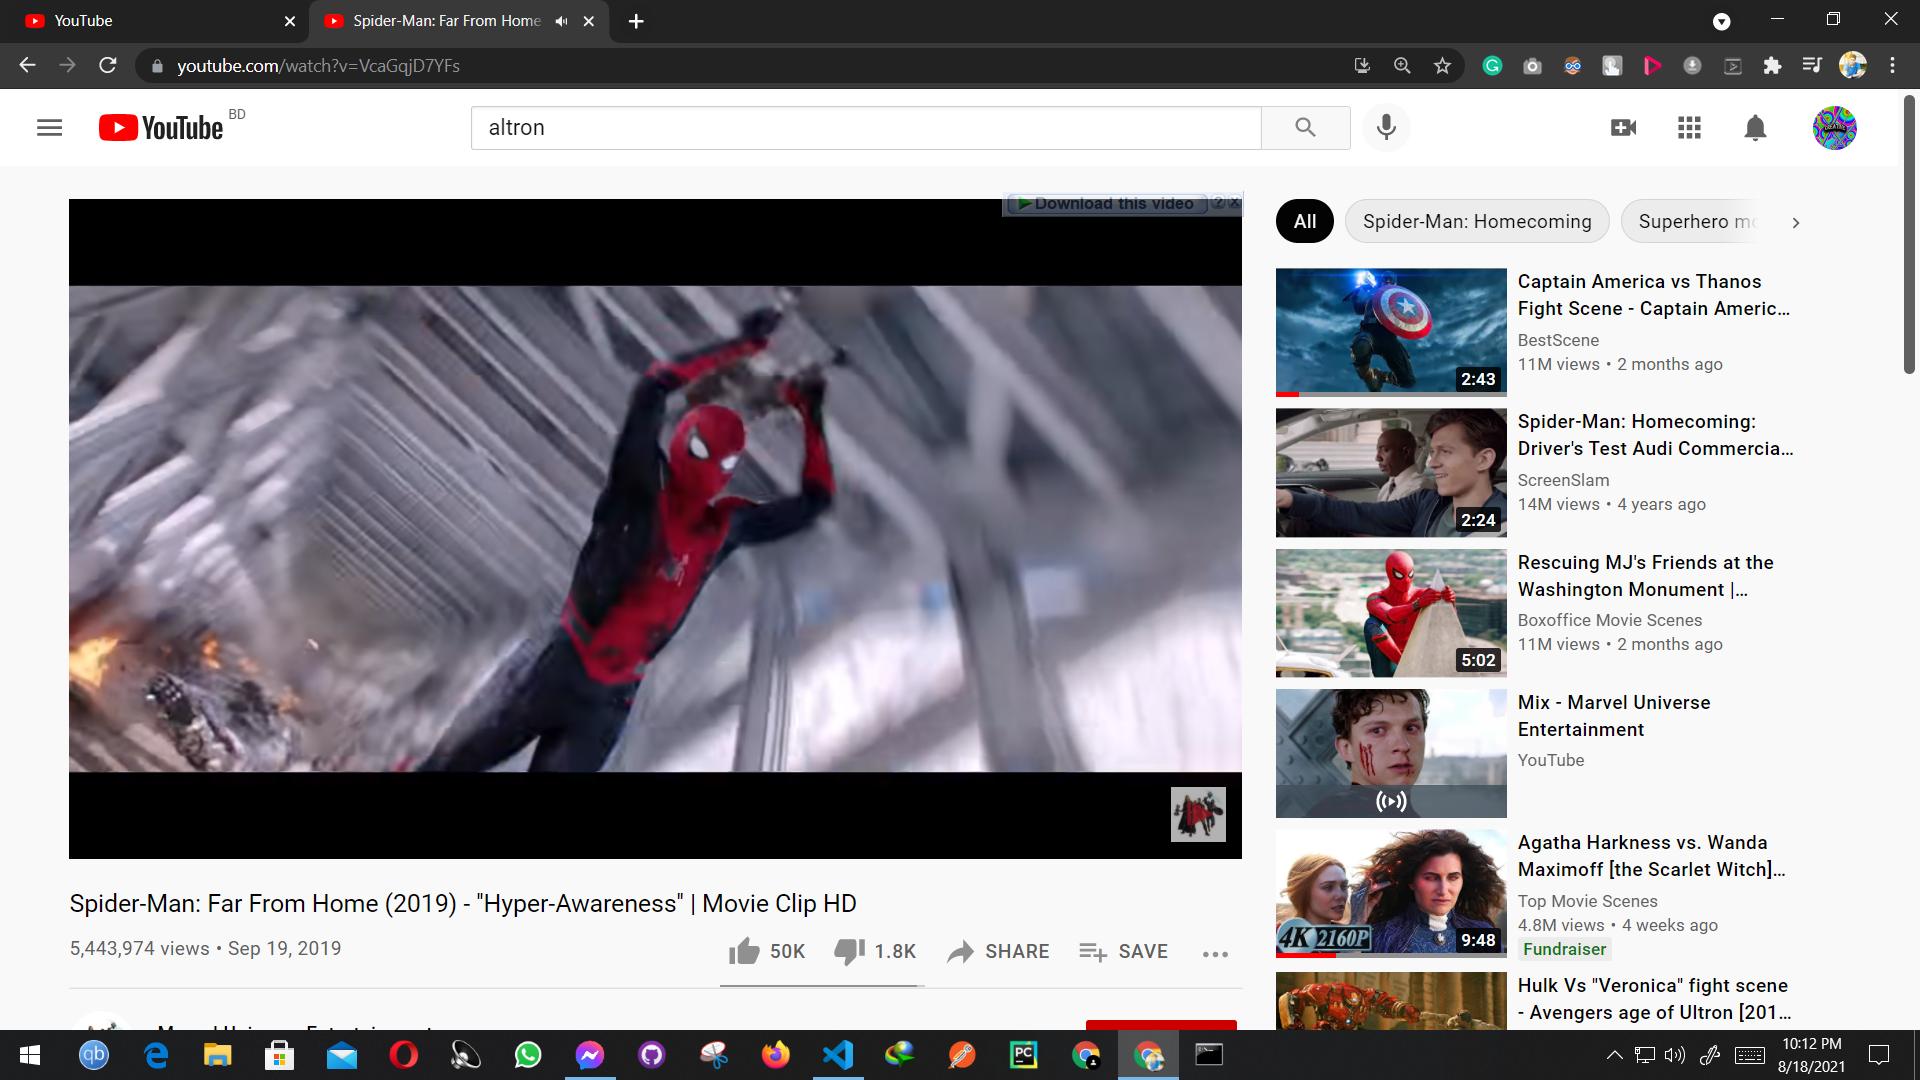 YouTube
Spider-Man: Far From Home
youtube.com/watch?v=VcaGqjD7YFs
YouTube BD
altron
Download this video
All
Spider-Man: Homecoming
Superhero
Captain America vs Thanos
Fight Scene - Captain Americ...
BestScene
11M views • 2 months ago
2:43
Spider-Man: Homecoming:
Driver's Test Audi Commercia...
ScreenSlam
14M views • 4 years ago
2:24
Rescuing MJ's Friends at the
Washington Monument |...
Boxoffice Movie Scenes
11M views • 2 months ago
5:02
Mix - Marvel Universe
Entertainment
YouTube
Agatha Harkness vs. Wanda
Maximoff [the Scarlet Witch]...
Top Movie Scenes
4.8M views • 4 weeks ago
Fundraiser
4K 2160P
9:48
Hulk Vs "Veronica" fight scene
- Avengers age of Ultron [201...
Spider-Man: Far From Home (2019) - "Hyper-Awareness" | Movie Clip HD
5,443,974 views • Sep 19, 2019
50K
1.8K
SHARE
SAVE
qb
PC
10:12 PM
8/18/2021